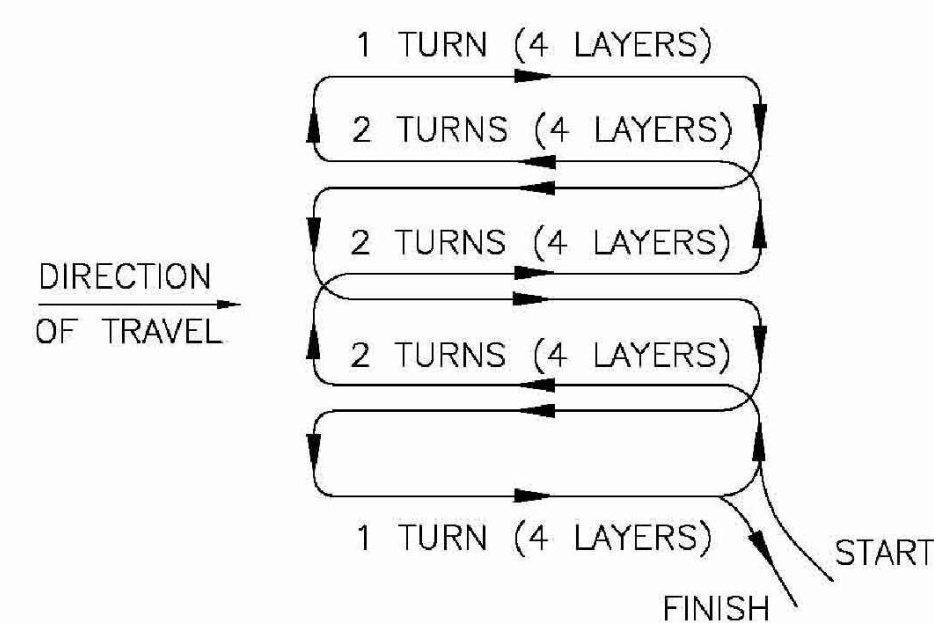 1 TURN (4 LAYERS)
2 TURNS (4 LAYERS)
2 TURNS (4 LAYERS)
DIRECTION
OF TRAVEL
2 TURNS (4 LAYERS)
1 TURN (4 LAYERS)
START
FINISH